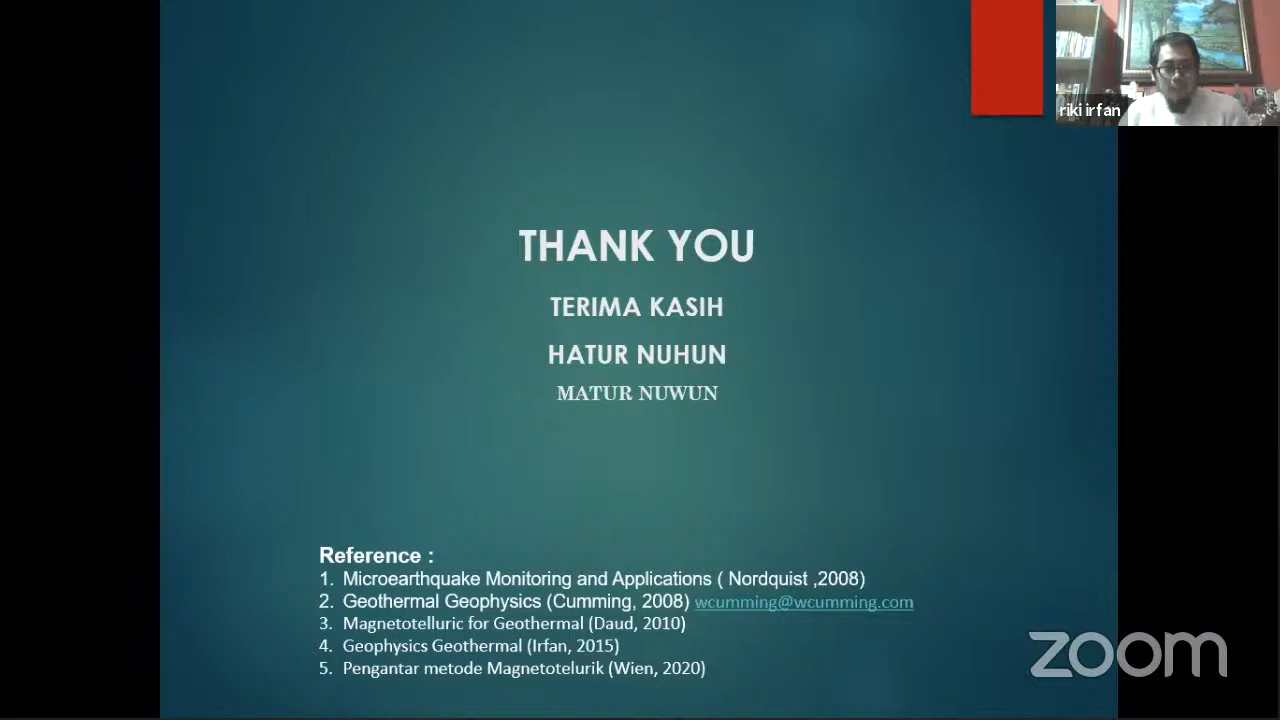 riki irfan
THANK YOU
TERIMA KASIH
HATUR NUHUN
MATUR NUWUN
Reference :
1. Microearthquake Monitoring and Applications ( Nordquist ,2008)
2. Geothermal Geophysics (Cumming, 2008) wcumming@wcumming.com
3. Magnetotelluric for Geothermal (Daud, 2010)
4. Geophysics Geothermal (Irfan, 2015)
5. Pengantar metode Magnetotelurik (Wien, 2020)
zoom